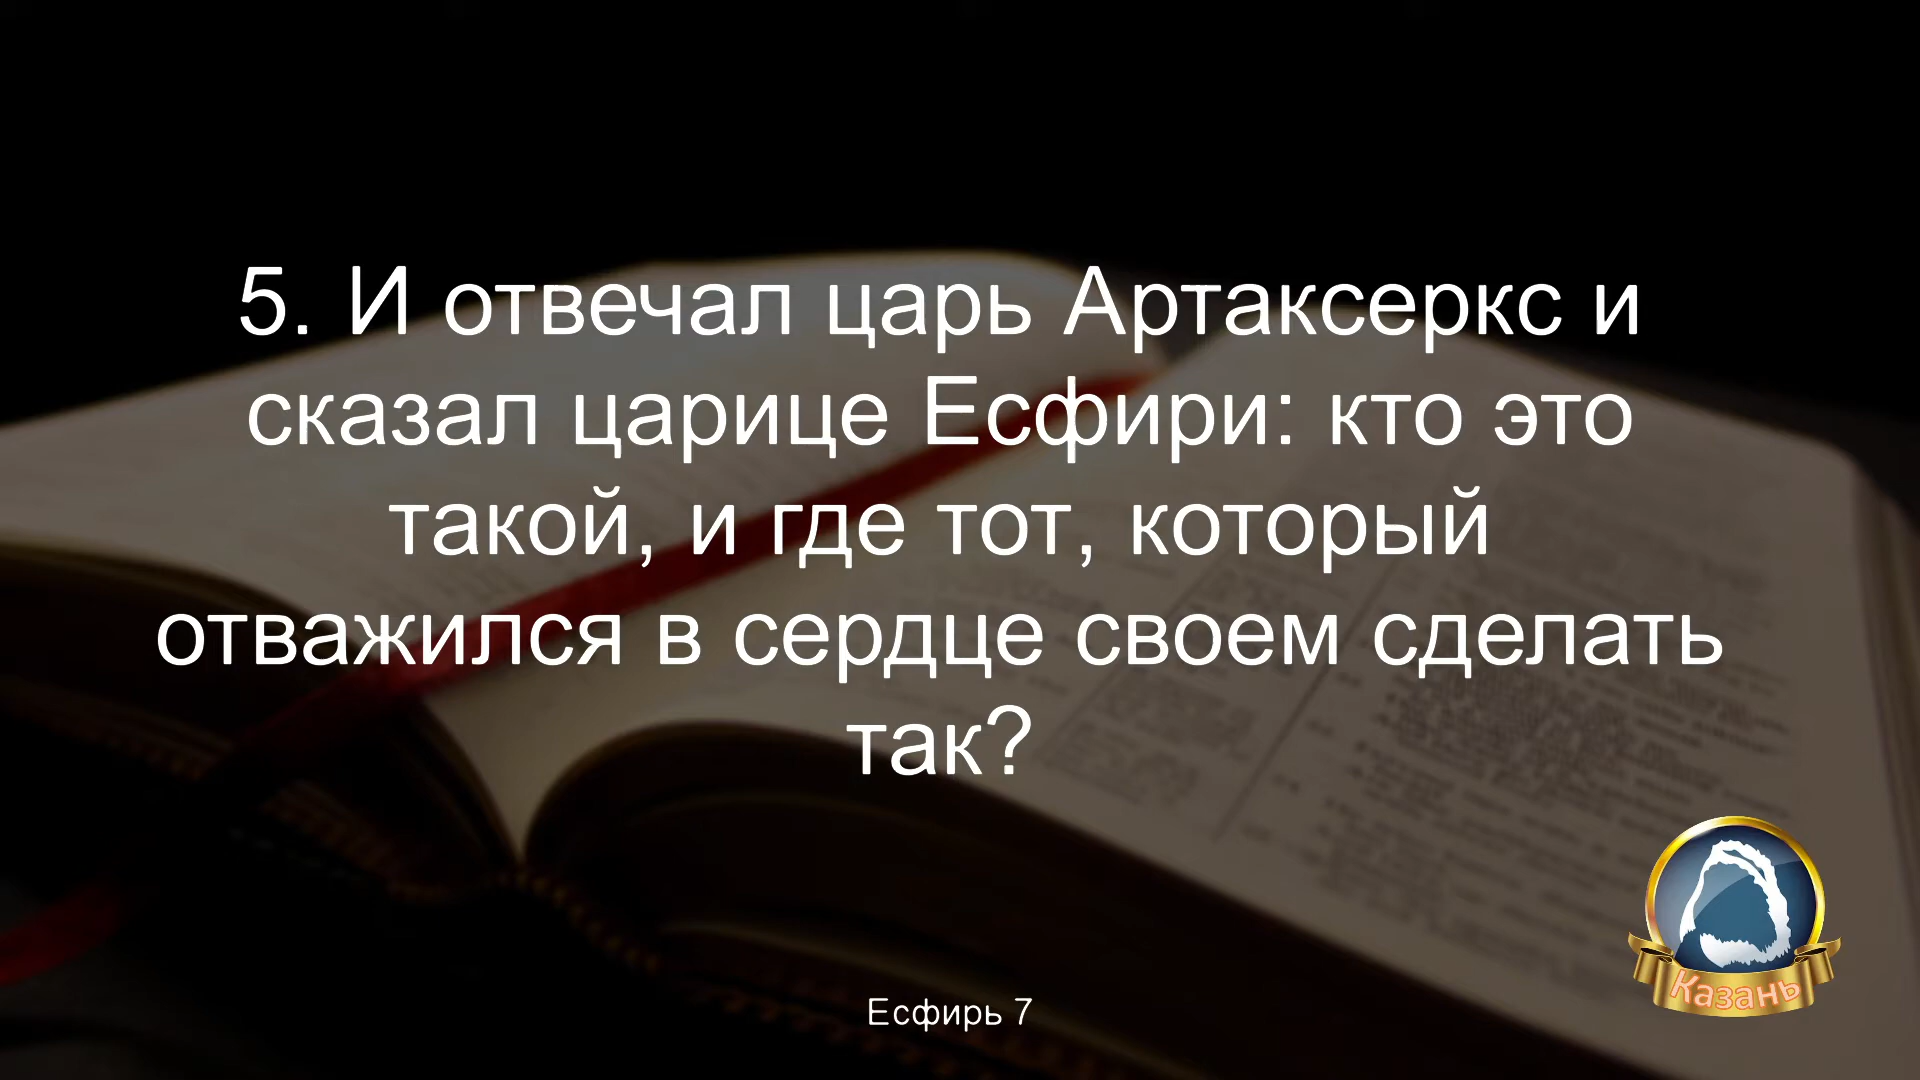 5. И отвечал царь Артаксеркс и
сказал царице Есфири: кто это
такой, и где тот, который
отважился в сердце своем сделать
так?
Казань
Есфирь 7